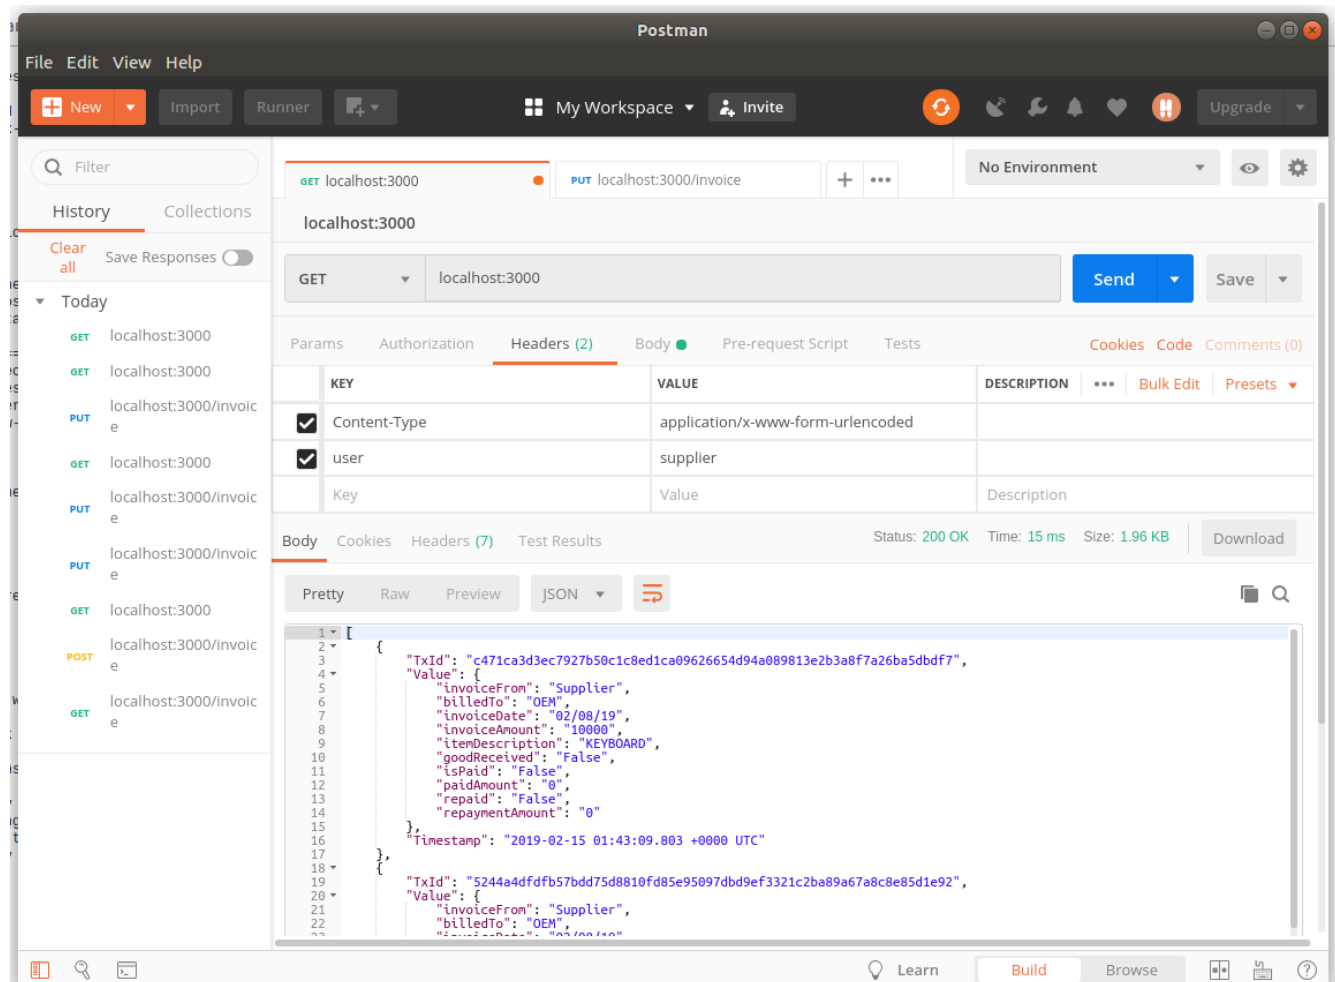 Postman
File Edit View Help
New Import Runner My Workspace Invite Upgrade
Filter
History Collections
Clear all Save Responses
Today
GET localhost:3000
GET localhost:3000
PUT localhost:3000/invoic
e
GET localhost:3000
PUT localhost:3000/invoic
e
PUT localhost:3000/invoic
e
GET localhost:3000
POST localhost:3000/invoic
e
GET localhost:3000/invoic
e
GET localhost:3000 PUT localhost:3000/invoice + ••• No Environment
localhost:3000
GET localhost:3000 Send Save
Params Authorization Headers (2) Body Pre-request Script Tests Cookies Code Comments (0)
KEY VALUE DESCRIPTION ••• Bulk Edit Presets
Content-Type application/x-www-form-urlencoded
user supplier
Key Value Description
Body Cookies Headers (7) Test Results Status: 200 OK Time: 15 ms Size: 1.96 KB Download
Pretty Raw Preview JSON
1 [
2 {
3 "TxId": "c471ca3d3ec7927b50c1c8ed1ca09626654d94a089813e2b3a8f7a26ba5dbdf7",
4 "Value": {
5 "invoiceFrom": "Supplier",
6 "billedTo": "OEM",
7 "invoiceDate": "02/08/19",
8 "invoiceAmount": "10000",
9 "itemDescription": "KEYBOARD",
10 "goodReceived": "False",
11 "isPaid": "False",
12 "paidAmount": "0",
13 "repaid": "False",
14 "repaymentAmount": "0"
15 },
16 "Timestamp": "2019-02-15 01:43:09.803 +0000 UTC"
17 },
18 {
19 "TxId": "5244a4dfdfb57bdd75d8810fd85e95097dbd9ef3321c2ba89a67a8c8e85d1e92",
20 "Value": {
21 "invoiceFrom": "Supplier",
22 "billedTo": "OEM",
Learn Build Browse